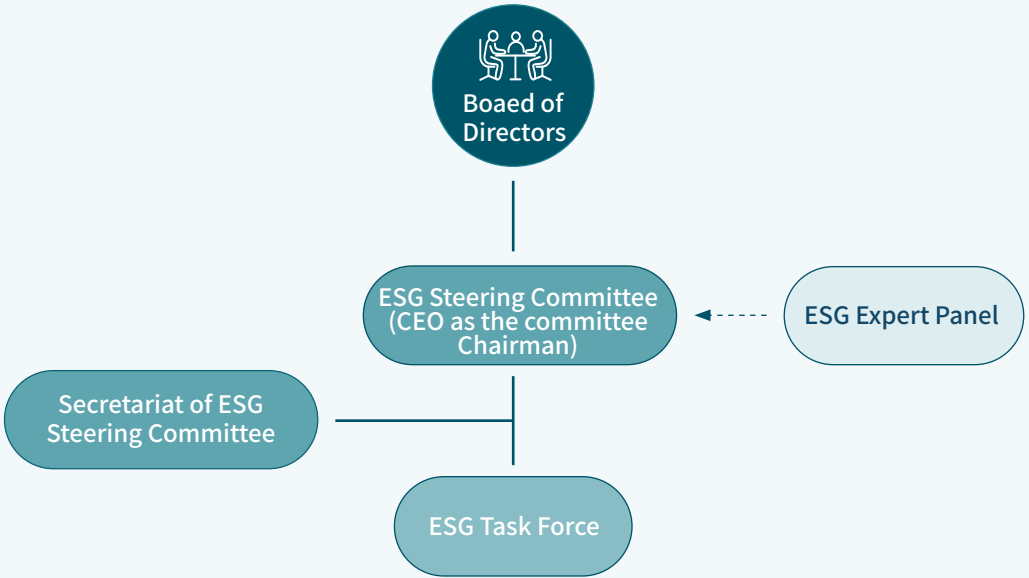 Boaed of
Directors
ESG Steering Committee
(CEO as the committee
Chairman)
ESG Expert Panel
Secretariat of ESG
Steering Committee
ESG Task Force